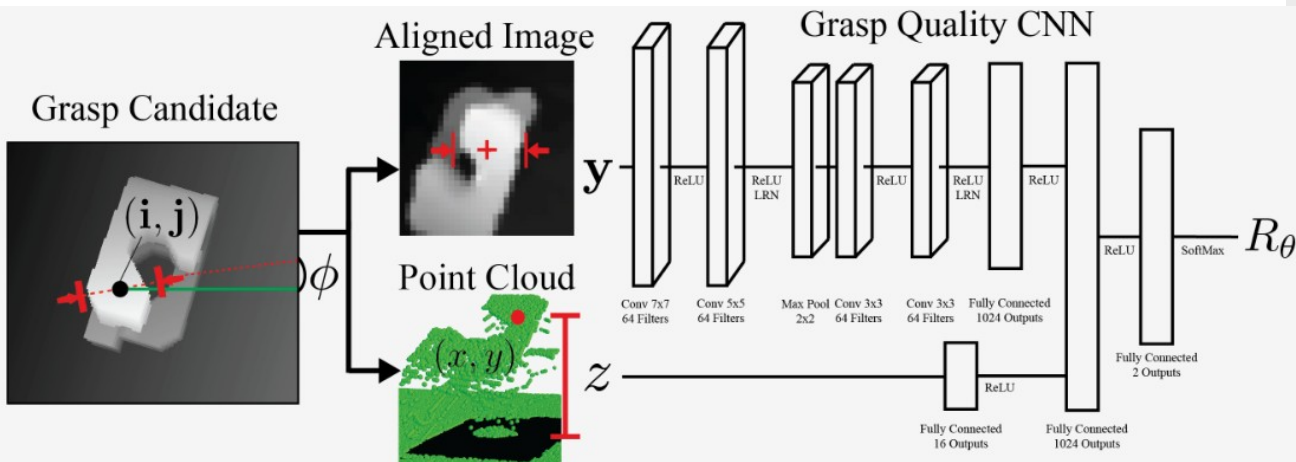 Grasp Candidate
(i, j)
ϕ
Aligned Image
Point Cloud
(x, y)
Grasp Quality CNN
y
z
ReLU
ReLU
LRN
ReLU
ReLU
LRN
ReLU
ReLU
SoftMax
R_θ
Conv 7x7
64 Filters
Conv 5x5
64 Filters
Max Pool
2x2
Conv 3x3
64 Filters
Conv 3x3
64 Filters
Fully Connected
1024 Outputs
Fully Connected
2 Outputs
ReLU
Fully Connected
16 Outputs
Fully Connected
1024 Outputs